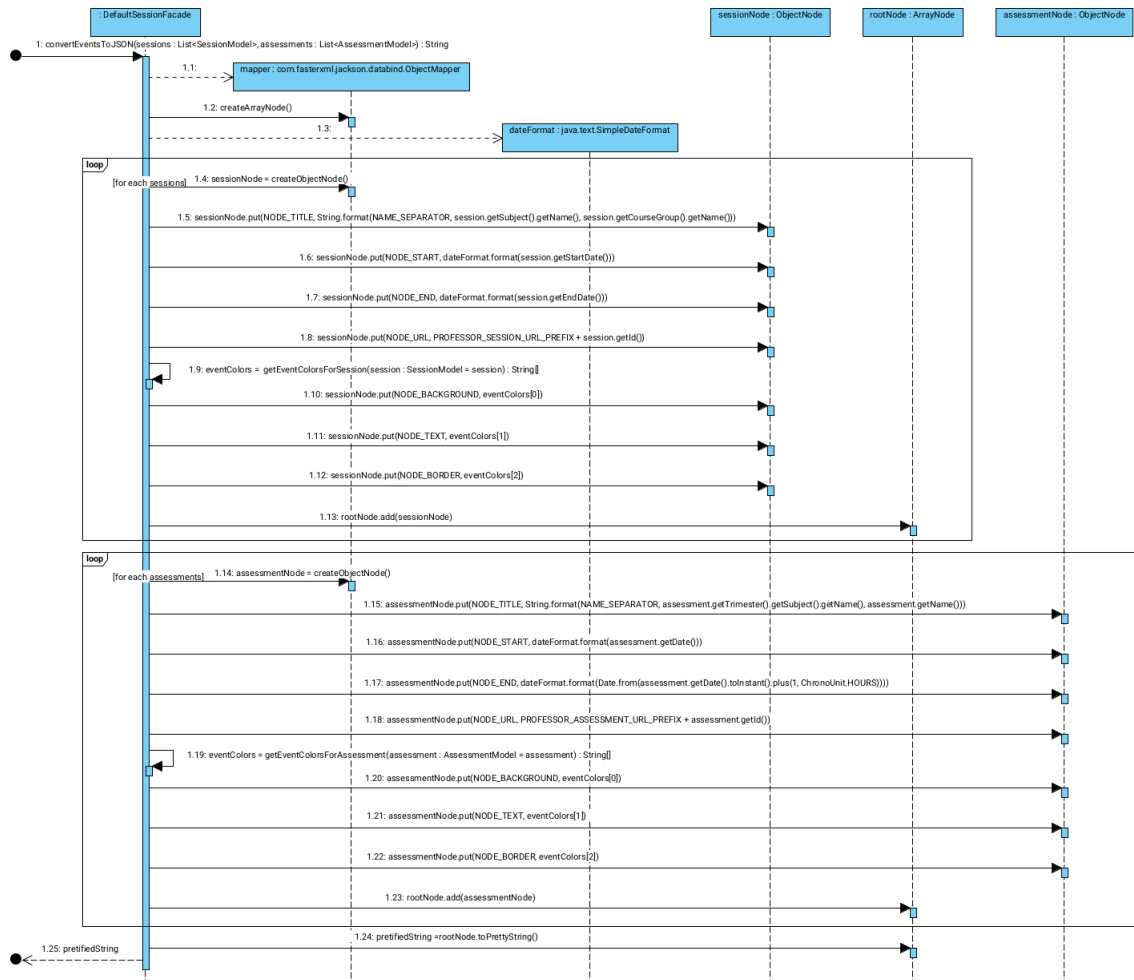 : DefaultSessionFacade
sessionNode : ObjectNode
rootNode : ArrayNode
assessmentNode : ObjectNode
1: convertEventsToJSON(sessions : List<SessionModel>, assessments : List<AssessmentModel>) : String
1.1:
mapper : com.fasterxml.jackson.databind.ObjectMapper
1.2: createArrayNode()
1.3:
dateFormat : java.text.SimpleDateFormat
loop
[for each sessions]
1.4: sessionNode = createObjectNode()
1.5: sessionNode.put(NODE_TITLE, String.format(NAME_SEPARATOR, session.getSubject().getName(), session.getCourseGroup().getName()))
1.6: sessionNode.put(NODE_START, dateFormat.format(session.getStartDate()))
1.7: sessionNode.put(NODE_END, dateFormat.format(session.getEndDate()))
1.8: sessionNode.put(NODE_URL, PROFESSOR_SESSION_URL_PREFIX + session.getId())
1.9: eventColors = getEventColorsForSession(session : SessionModel = session) : String[]
1.10: sessionNode.put(NODE_BACKGROUND, eventColors[0])
1.11: sessionNode.put(NODE_TEXT, eventColors[1])
1.12: sessionNode.put(NODE_BORDER, eventColors[2])
1.13: rootNode.add(sessionNode)
loop
[for each assessments]
1.14: assessmentNode = createObjectNode()
1.15: assessmentNode.put(NODE_TITLE, String.format(NAME_SEPARATOR, assessment.getTrimester().getSubject().getName(), assessment.getName()))
1.16: assessmentNode.put(NODE_START, dateFormat.format(assessment.getDate()))
1.17: assessmentNode.put(NODE_END, dateFormat.format(Date.from(assessment.getDate().toInstant().plus(1, ChronoUnit.HOURS))))
1.18: assessmentNode.put(NODE_URL, PROFESSOR_ASSESSMENT_URL_PREFIX + assessment.getId())
1.19: eventColors = getEventColorsForAssessment(assessment : AssessmentModel = assessment) : String[]
1.20: assessmentNode.put(NODE_BACKGROUND, eventColors[0])
1.21: assessmentNode.put(NODE_TEXT, eventColors[1])
1.22: assessmentNode.put(NODE_BORDER, eventColors[2])
1.23: rootNode.add(assessmentNode)
1.24: pretifiedString =rootNode.toPrettyString()
1.25: pretifiedString